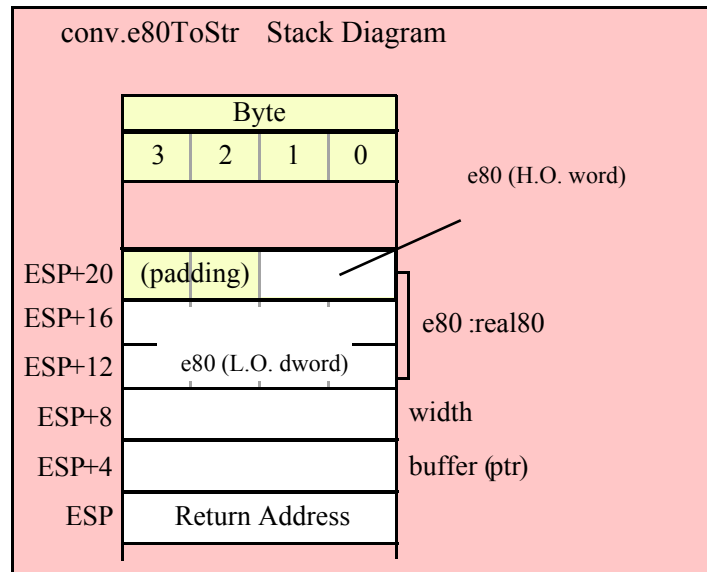 conv.e80ToStr Stack Diagram
Byte
3 2 1 0
e80 (H.O. word)
ESP+20 (padding)
ESP+16
e80 :real80
ESP+12 e80 (L.O. dword)
ESP+8 width
ESP+4 buffer (ptr)
ESP Return Address